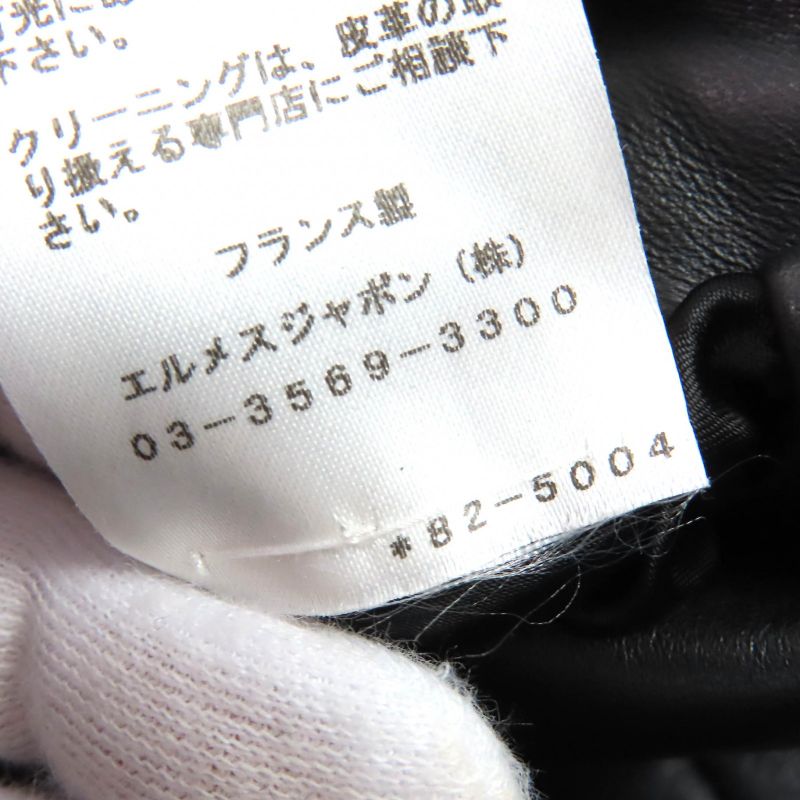 下さい。
クリーニングは、皮革の取
り扱える専門店にご相談下
さい。
フランス製
エルメスジャポン(株)
03-3569-3300
*82-5004